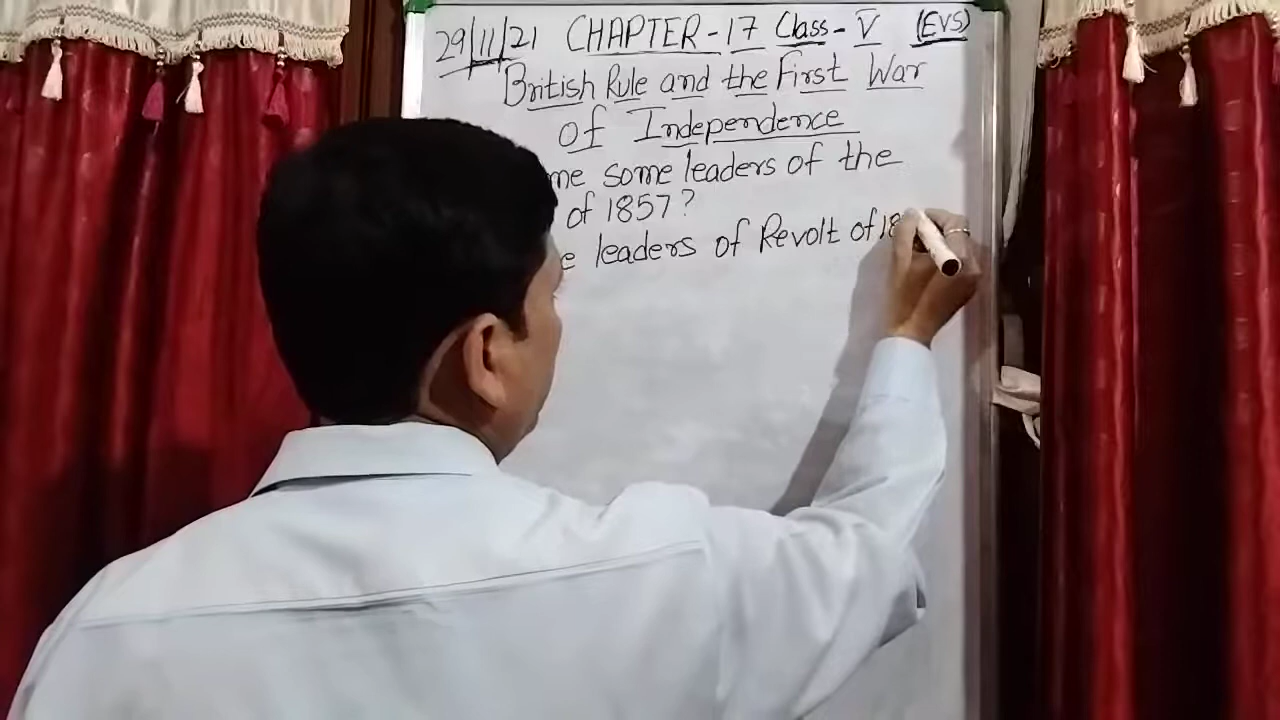 29/11/21 CHAPTER-17 Class-V (EVS)
British Rule and the First War
of Independence
me some leaders of the
of 1857?
e leaders of Revolt of 18